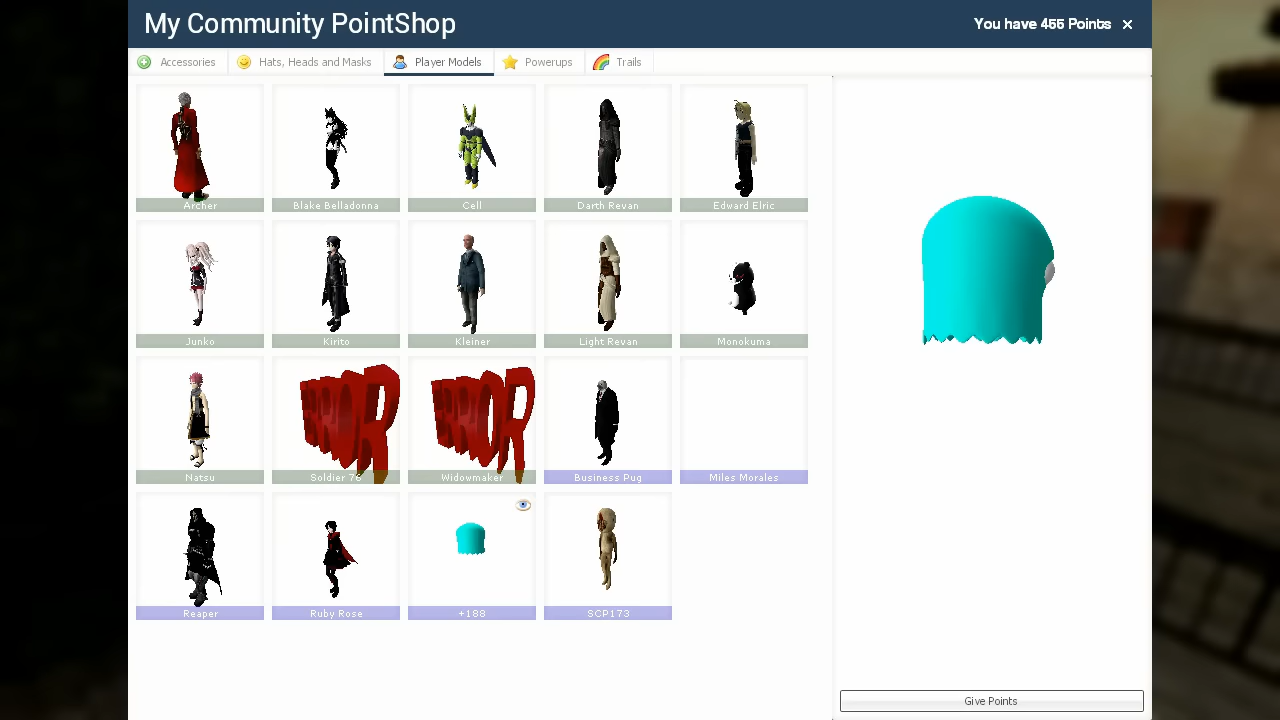 My Community PointShop
You have 455 Points ×
Accessories
Hats, Heads and Masks
Player Models
Powerups
Trails
Archer
Blake Belladonna
Cell
Darth Revan
Edward Elric
Junko
Kirito
Kleiner
Light Revan
Monokuma
ERROR
ERROR
Natsu
Soldier 76
Widowmaker
Business Pug
Miles Morales
Reaper
Ruby Rose
+188
SCP173
Give Points